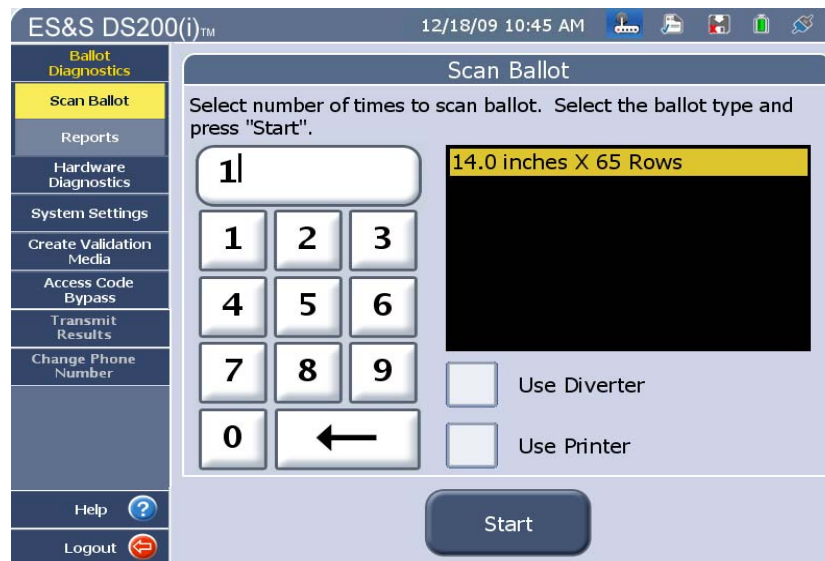 ES&S DS200(i)TM
12/18/09 10:45 AM
Ballot
Diagnostics
Scan Ballot
Reports
Hardware
Diagnostics
System Settings
Create Validation
Media
Access Code
Bypass
Transmit
Results
Change Phone
Number
Help ?
Logout
Scan Ballot
Select number of times to scan ballot. Select the ballot type and
press "Start".
1
1 2 3
4 5 6
7 8 9
0 ←
14.0 inches X 65 Rows
Use Diverter
Use Printer
Start